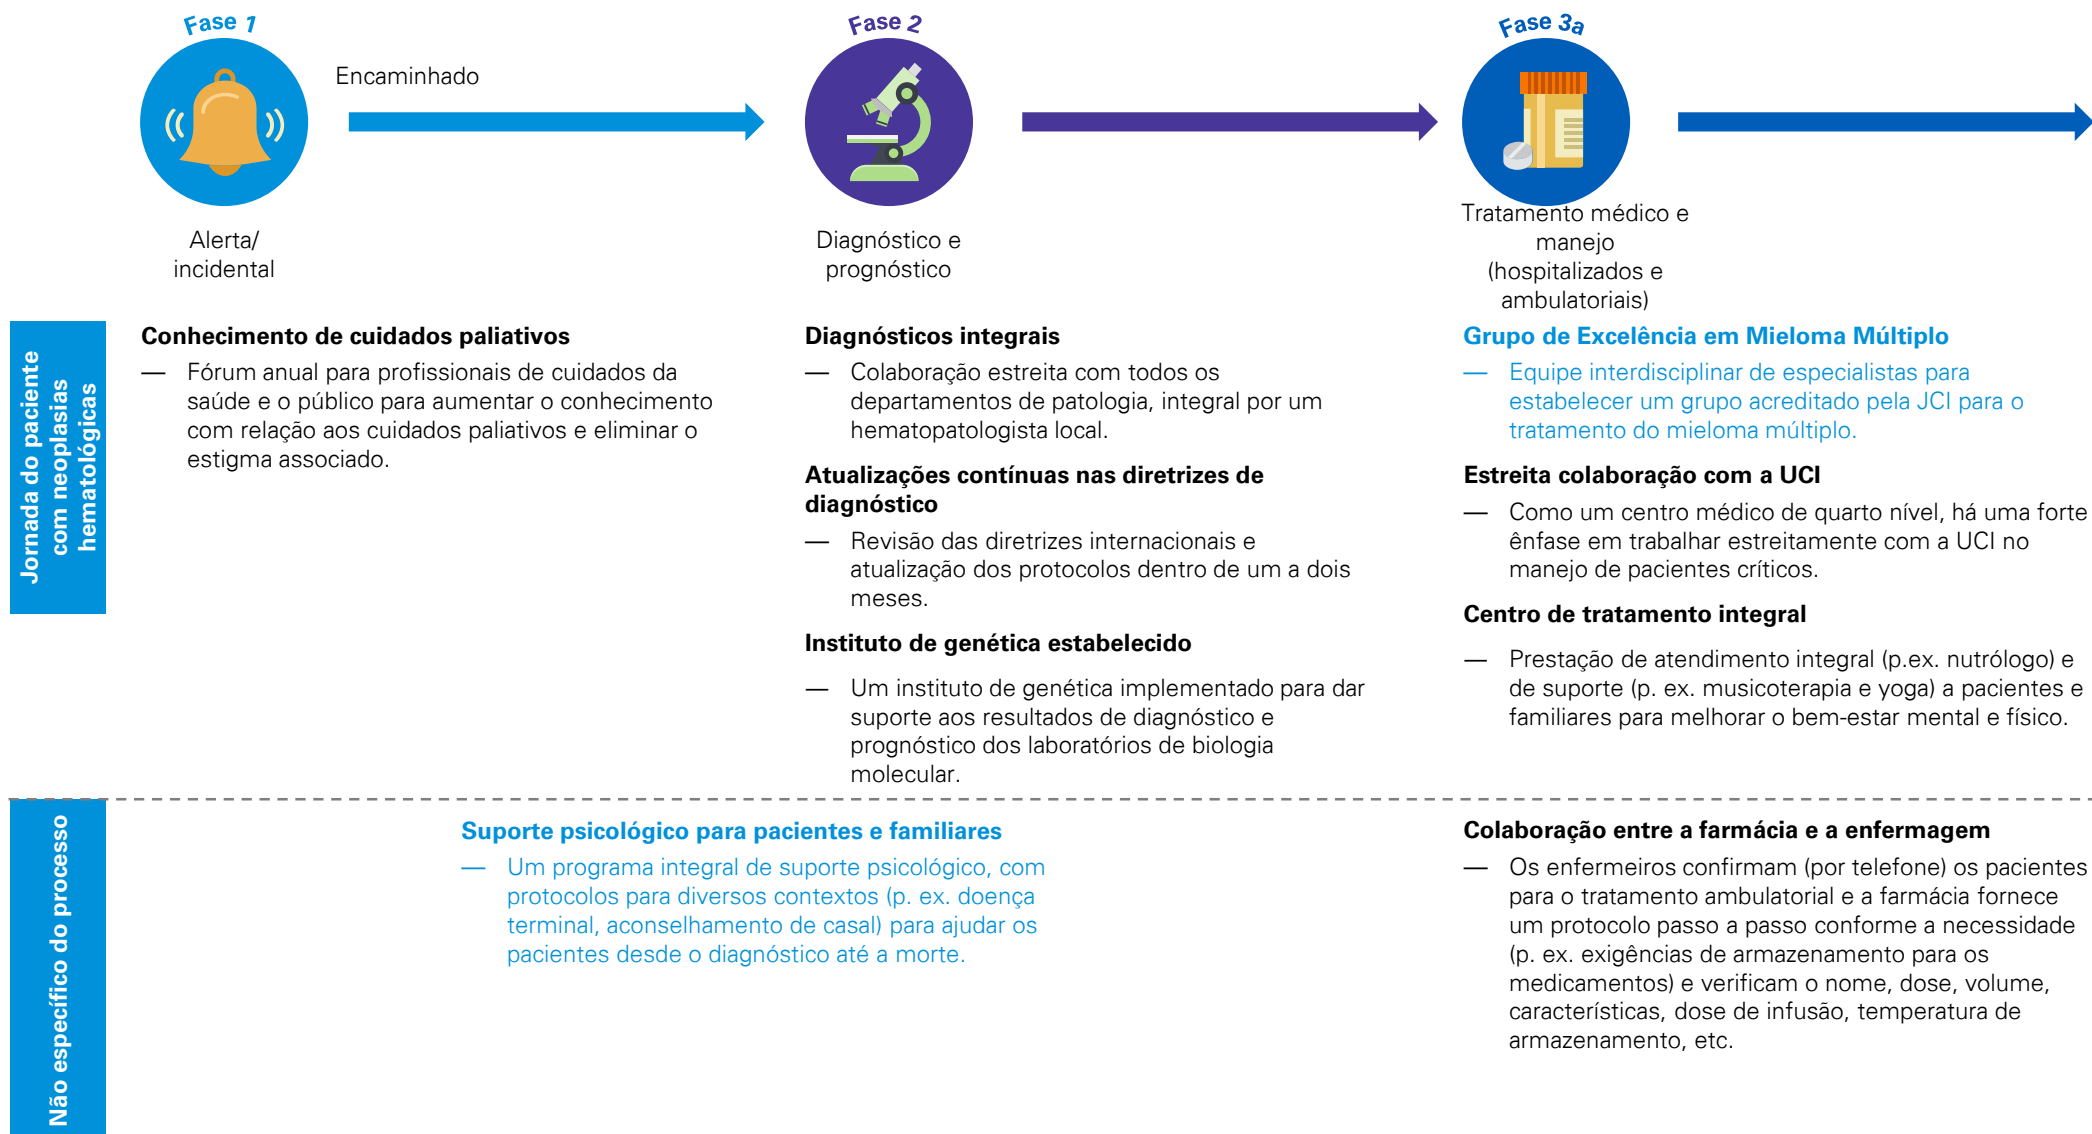 Fase 1
Encaminhado
Alerta/
incidental
Fase 2
Diagnóstico e
prognóstico
Fase 3a
Tratamento médico e
manejo
(hospitalizados e
ambulatoriais)
Jornada do paciente
com neoplasias
hematológicas
Conhecimento de cuidados paliativos
— Fórum anual para profissionais de cuidados da
saúde e o público para aumentar o conhecimento
com relação aos cuidados paliativos e eliminar o
estigma associado.
Diagnósticos integrais
— Colaboração estreita com todos os
departamentos de patologia, integral por um
hematopatologista local.
Atualizações contínuas nas diretrizes de
diagnóstico
— Revisão das diretrizes internacionais e
atualização dos protocolos dentro de um a dois
meses.
Instituto de genética estabelecido
— Um instituto de genética implementado para dar
suporte aos resultados de diagnóstico e
prognóstico dos laboratórios de biologia
molecular.
Grupo de Excelência em Mieloma Múltiplo
— Equipe interdisciplinar de especialistas para
estabelecer um grupo acreditado pela JCI para o
tratamento do mieloma múltiplo.
Estreita colaboração com a UCI
— Como um centro médico de quarto nível, há uma forte
ênfase em trabalhar estreitamente com a UCI no
manejo de pacientes críticos.
Centro de tratamento integral
— Prestação de atendimento integral (p.ex. nutrólogo) e
de suporte (p. ex. musicoterapia e yoga) a pacientes e
familiares para melhorar o bem-estar mental e físico.
Não específico do processo
Suporte psicológico para pacientes e familiares
— Um programa integral de suporte psicológico, com
protocolos para diversos contextos (p. ex. doença
terminal, aconselhamento de casal) para ajudar os
pacientes desde o diagnóstico até a morte.
Colaboração entre a farmácia e a enfermagem
— Os enfermeiros confirmam (por telefone) os pacientes
para o tratamento ambulatorial e a farmácia fornece
um protocolo passo a passo conforme a necessidade
(p. ex. exigências de armazenamento para os
medicamentos) e verificam o nome, dose, volume,
características, dose de infusão, temperatura de
armazenamento, etc.